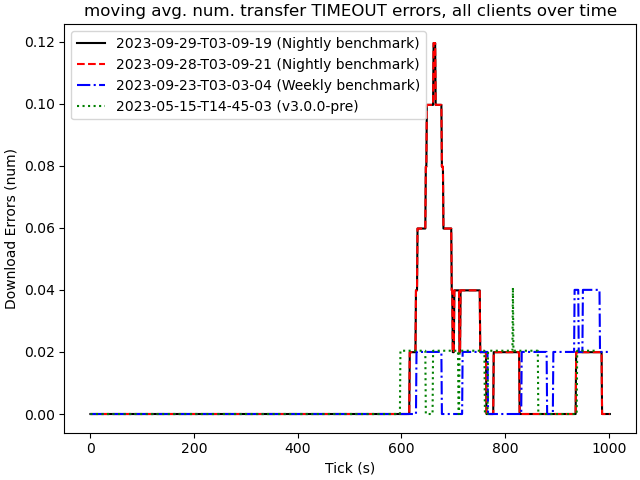 moving avg. num. transfer TIMEOUT errors, all clients over time
2023-09-29-T03-09-19 (Nightly benchmark)
2023-09-28-T03-09-21 (Nightly benchmark)
2023-09-23-T03-03-04 (Weekly benchmark)
2023-05-15-T14-45-03 (v3.0.0-pre)
Download Errors (num)
0.12
0.10
0.08
0.06
0.04
0.02
0.00
0 200 400 600 800 1000
Tick (s)